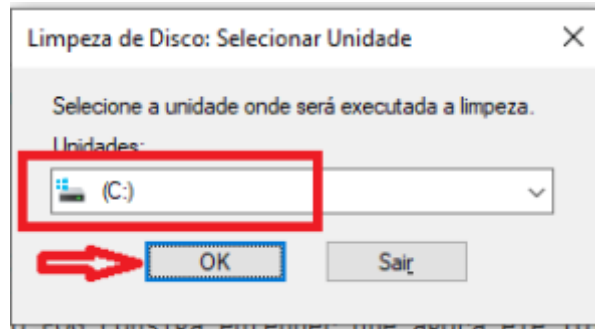 Limpeza de Disco: Selecionar Unidade
Selecione a unidade onde será executada a limpeza.
Unidades:
(C:)
OK Sair